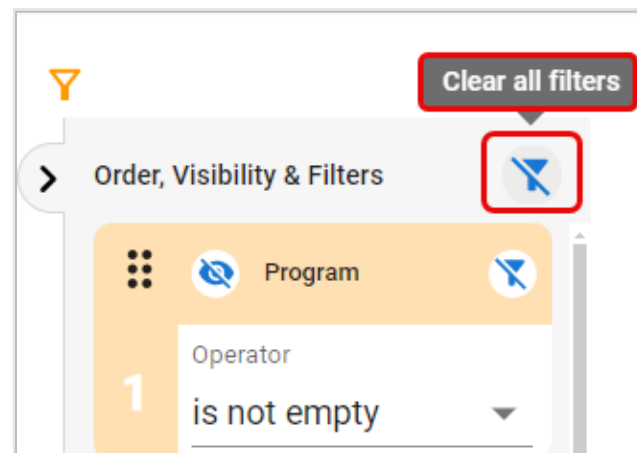 Clear all filters
Order, Visibility & Filters
Program
Operator
1
is not empty